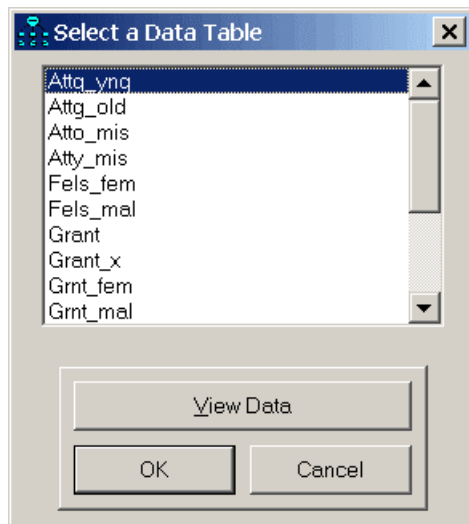 Select a Data Table
Attg_yng
Attg_old
Atto_mis
Atty_mis
Fels_fem
Fels_mal
Grant
Grant_x
Grnt_fem
Grnt_mal
View Data
OK
Cancel